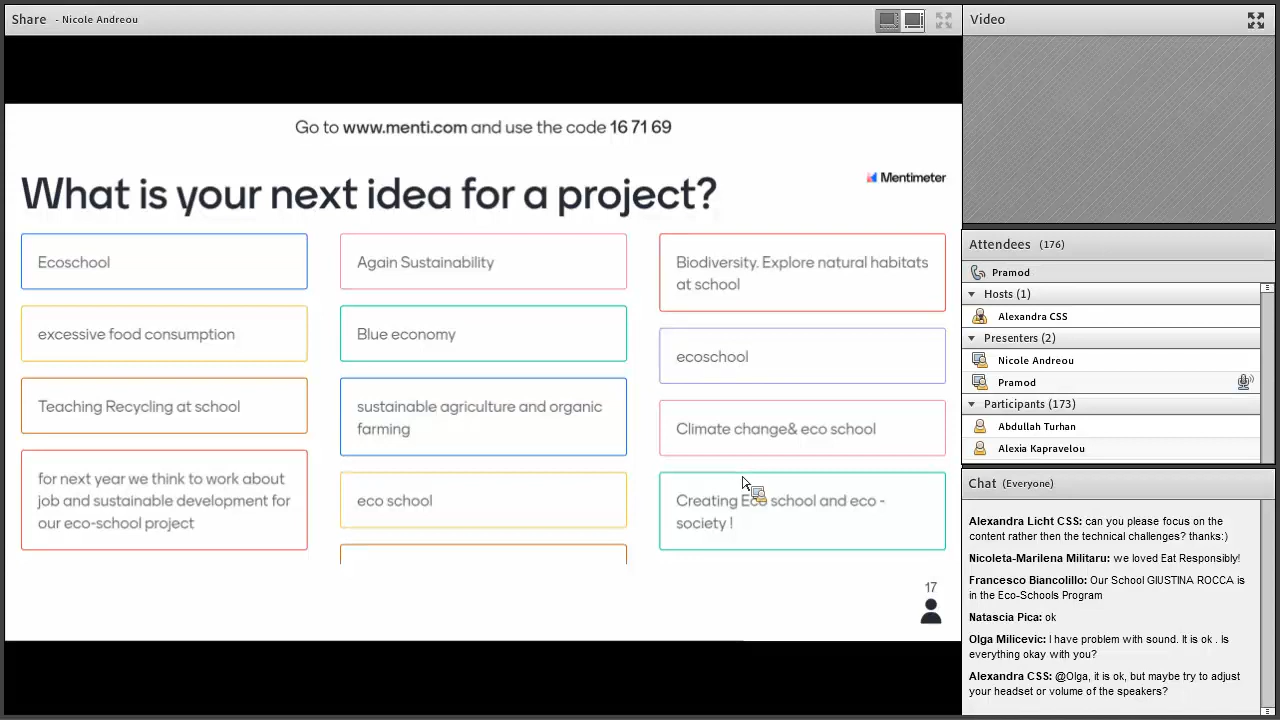 Share - Nicole Andreou
Go to www.menti.com and use the code 16 71 69
What is your next idea for a project?
Mentimeter
Ecoschool
excessive food consumption
Teaching Recycling at school
for next year we think to work about
job and sustainable development for
our eco-school project
Again Sustainability
Blue economy
sustainable agriculture and organic
farming
eco school
Biodiversity. Explore natural habitats
at school
ecoschool
Climate change& eco school
Creating Eco school and eco -
society !
17
Video
Attendees (176)
Pramod
Hosts (1)
Alexandra CSS
Presenters (2)
Nicole Andreou
Pramod
Participants (173)
Abdullah Turhan
Alexia Kapravelou
Chat (Everyone)
Alexandra Licht CSS: can you please focus on the
content rather then the technical challenges? thanks:)
Nicoleta-Marilena Militaru: we loved Eat Responsibly!
Francesco Biancolillo: Our School GIUSTINA ROCCA is
in the Eco-Schools Program
Natascia Pica: ok
Olga Milicevic: I have problem with sound. It is ok . Is
everything okay with you?
Alexandra CSS: @Olga, it is ok, but maybe try to adjust
your headset or volume of the speakers?